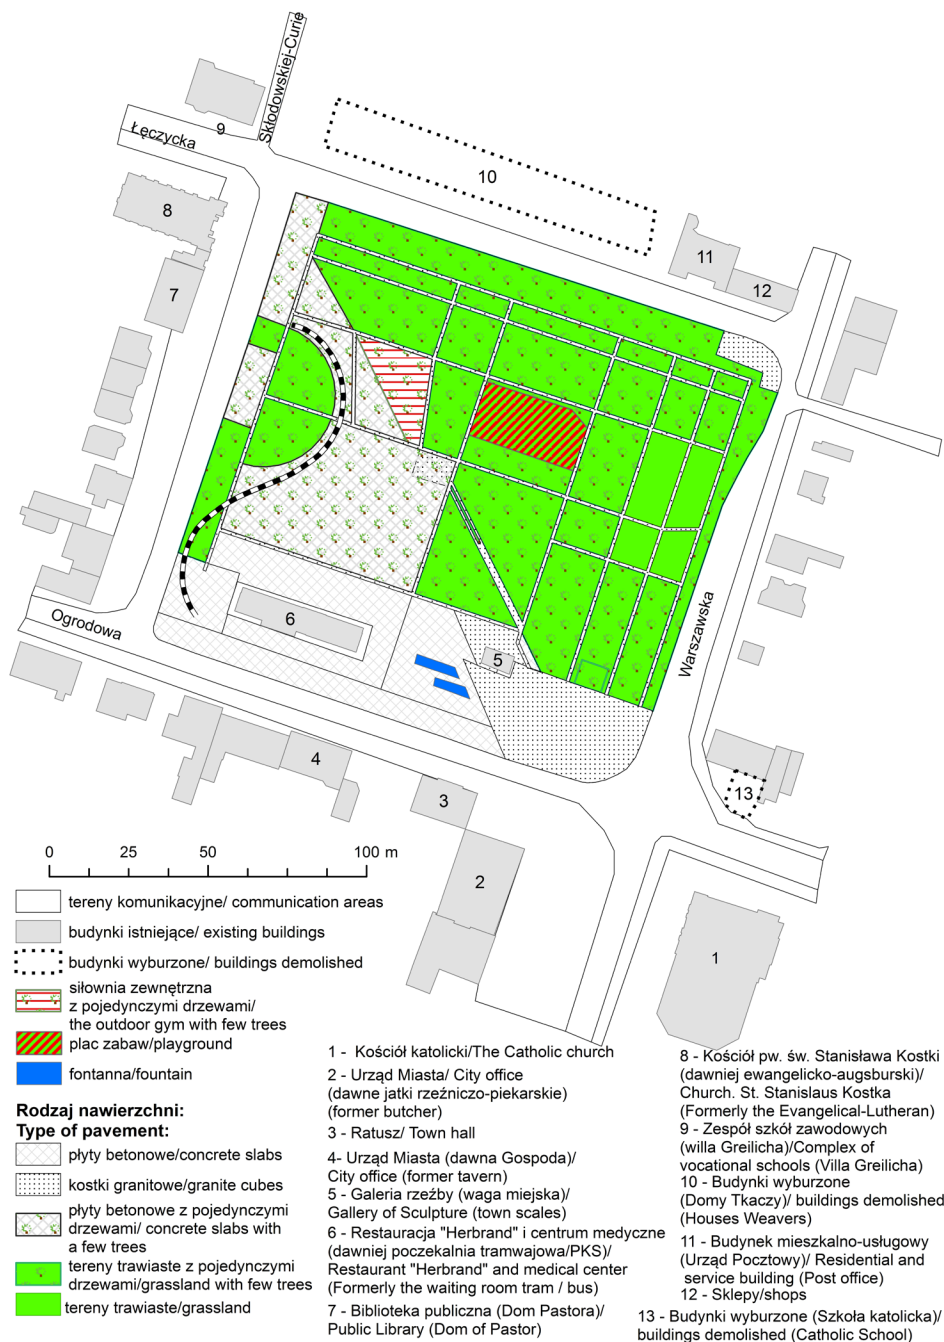 Skłodowskiej-Curie
9
Łęczycka
10
8
11
7
12
6
Ogrodowa
5
Warszawska
4
3
13
2
1
0 25 50 100 m
tereny komunikacyjne/ communication areas
budynki istniejące/ existing buildings
budynki wyburzone/ buildings demolished
siłownia zewnętrzna
z pojedynczymi drzewami/
the outdoor gym with few trees
plac zabaw/playground
fontanna/fountain
Rodzaj nawierzchni:
Type of pavement:
płyty betonowe/concrete slabs
kostki granitowe/granite cubes
płyty betonowe z pojedynczymi
drzewami/ concrete slabs with
a few trees
tereny trawiaste z pojedynczymi
drzewami/grassland with few trees
tereny trawiaste/grassland
1 - Kościół katolicki/The Catholic church
2 - Urząd Miasta/ City office
(dawne jatki rzeźniczo-piekarskie)
(former butcher)
3 - Ratusz/ Town hall
4- Urząd Miasta (dawna Gospoda)/
City office (former tavern)
5 - Galeria rzeźby (waga miejska)/
Gallery of Sculpture (town scales)
6 - Restauracja "Herbrand" i centrum medyczne
(dawniej poczekalnia tramwajowa/PKS)/
Restaurant "Herbrand" and medical center
(Formerly the waiting room tram / bus)
7 - Biblioteka publiczna (Dom Pastora)/
Public Library (Dom of Pastor)
8 - Kościół pw. św. Stanisława Kostki
(dawniej ewangelicko-augsburski)/
Church. St. Stanislaus Kostka
(Formerly the Evangelical-Lutheran)
9 - Zespół szkół zawodowych
(willa Greilicha)/Complex of
vocational schools (Villa Greilicha)
10 - Budynki wyburzone
(Domy Tkaczy)/ buildings demolished
(Houses Weavers)
11 - Budynek mieszkalno-usługowy
(Urząd Pocztowy)/ Residential and
service building (Post office)
12 - Sklepy/shops
13 - Budynki wyburzone (Szkoła katolicka)/
buildings demolished (Catholic School)